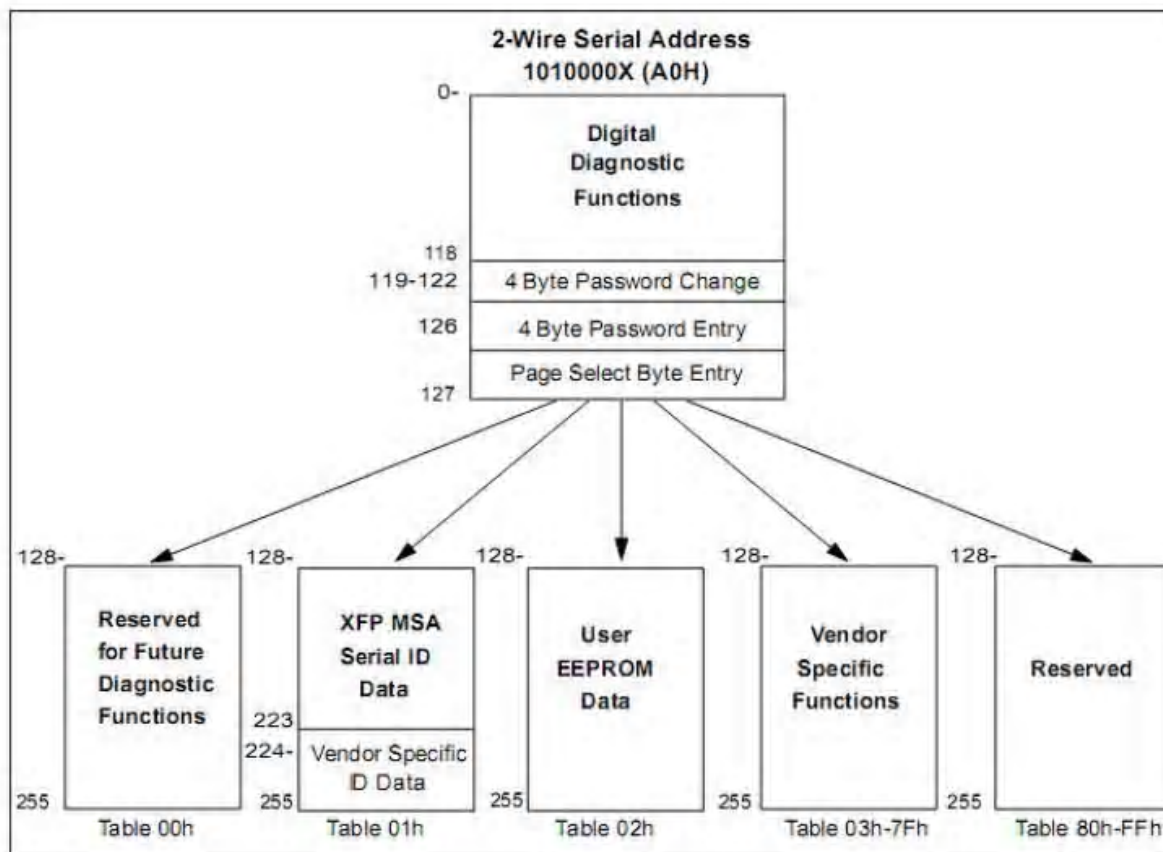 2-Wire Serial Address
1010000X (A0H)
0-
Digital
Diagnostic
Functions
118
119-122
4 Byte Password Change
126
4 Byte Password Entry
Page Select Byte Entry
127
128-
Reserved
for Future
Diagnostic
Functions
255
Table 00h
128-
XFP MSA
Serial ID
Data
223
224-
Vendor Specific
ID Data
255
Table 01h
128-
User
EEPROM
Data
255
Table 02h
128-
Vendor
Specific
Functions
255
Table 03h-7Fh
128-
Reserved
255
Table 80h-FFh